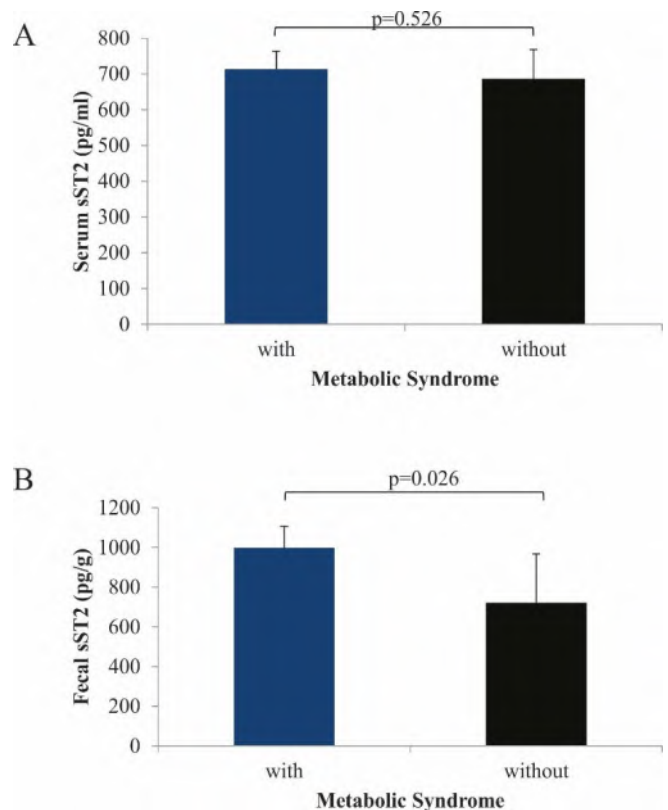 A
p=0.526
Serum sST2 (pg/ml)
800
700
600
500
400
300
200
100
0
with without
Metabolic Syndrome
B
p=0.026
Fecal sST2 (pg/g)
1200
1000
800
600
400
200
0
with without
Metabolic Syndrome